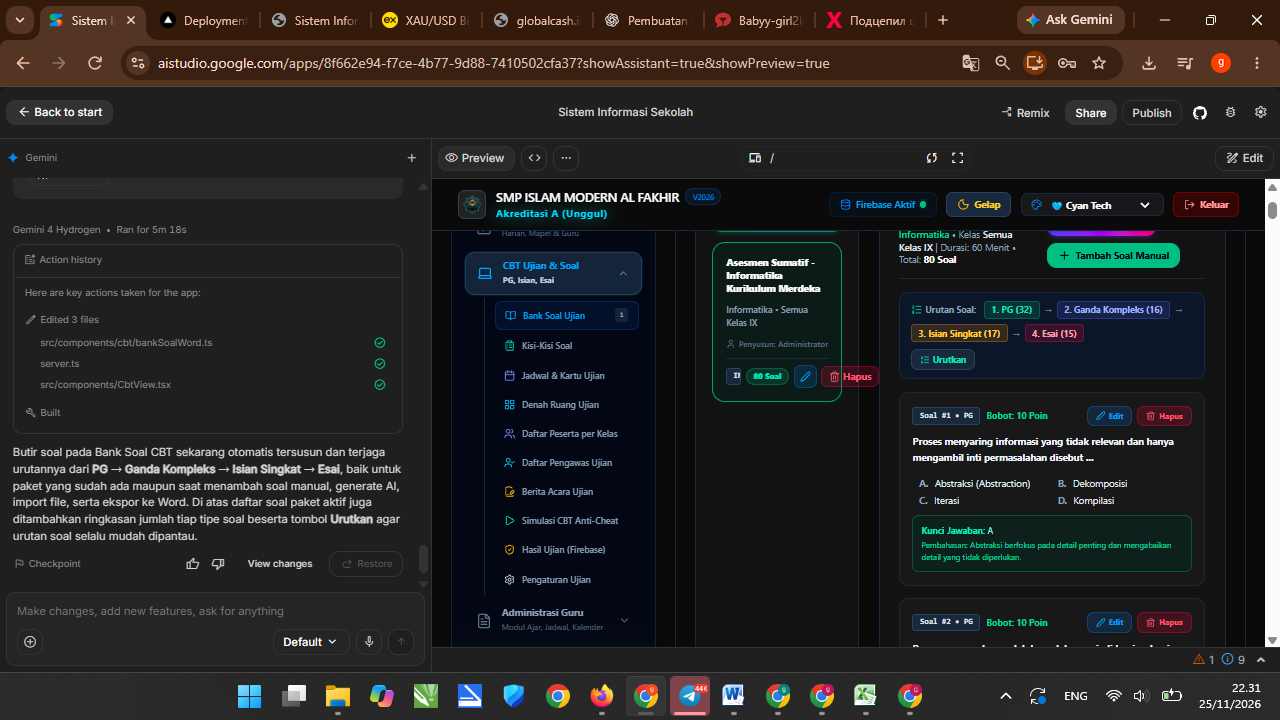 Sistem I
Deployment
Sistem Infor
XAU/USD B
globalcash.i
Pembuatan
Babyy-girl2
Подцепил
Ask Gemini
aistudio.google.com/apps/8f662e94-f7ce-4b77-9d88-7410502cfa37?showAssistant=true&showPreview=true
g
Back to start
Sistem Informasi Sekolah
Remix
Share
Publish
Gemini
Preview
/
Edit
Gemini 4 Hydrogen • Ran for 5m 18s
Action history
Here are key actions taken for the app:
Edited 3 files
src/components/cbt/bankSoalWord.ts
server.ts
src/components/CbtView.tsx
Built
Butir soal pada Bank Soal CBT sekarang otomatis tersusun dan terjaga
urutannya dari PG → Ganda Kompleks → Isian Singkat → Esai, baik untuk
paket yang sudah ada maupun saat menambah soal manual, generate AI,
import file, serta ekspor ke Word. Di atas daftar soal paket aktif juga
ditambahkan ringkasan jumlah tiap tipe soal beserta tombol Urutkan agar
urutan soal selalu mudah dipantau.
Checkpoint
View changes
Restore
Make changes, add new features, ask for anything
Default
SMP ISLAM MODERN AL FAKHIR
V2026
Akreditasi A (Unggul)
Firebase Aktif
Gelap
Cyan Tech
Keluar
Harian, Mapel & Guru
CBT Ujian & Soal
PG, Isian, Esai
Bank Soal Ujian
1
Kisi-Kisi Soal
Jadwal & Kartu Ujian
Denah Ruang Ujian
Daftar Peserta per Kelas
Daftar Pengawas Ujian
Berita Acara Ujian
Simulasi CBT Anti-Cheat
Hasil Ujian (Firebase)
Pengaturan Ujian
Administrasi Guru
Modul Ajar, Jadwal, Kalender
Asesmen Sumatif -
Informatika
Kurikulum Merdeka
Informatika • Semua
Kelas IX
Penyusun: Administrator
80 Soal
Hapus
Informatika • Kelas Semua
Kelas IX | Durasi: 60 Menit •
Total: 80 Soal
+ Tambah Soal Manual
Urutan Soal:
1. PG (32)
→
2. Ganda Kompleks (16)
→
3. Isian Singkat (17)
→
4. Esai (15)
Urutkan
Soal #1 • PG
Bobot: 10 Poin
Edit
Hapus
Proses menyaring informasi yang tidak relevan dan hanya
mengambil inti permasalahan disebut ...
A. Abstraksi (Abstraction)
B. Dekomposisi
C. Iterasi
D. Kompilasi
Kunci Jawaban: A
Pembahasan: Abstraksi berfokus pada detail penting dan mengabaikan
detail yang tidak diperlukan.
Soal #2 • PG
Bobot: 10 Poin
Edit
Hapus
1
9
44K
ENG
22.31
25/11/2026